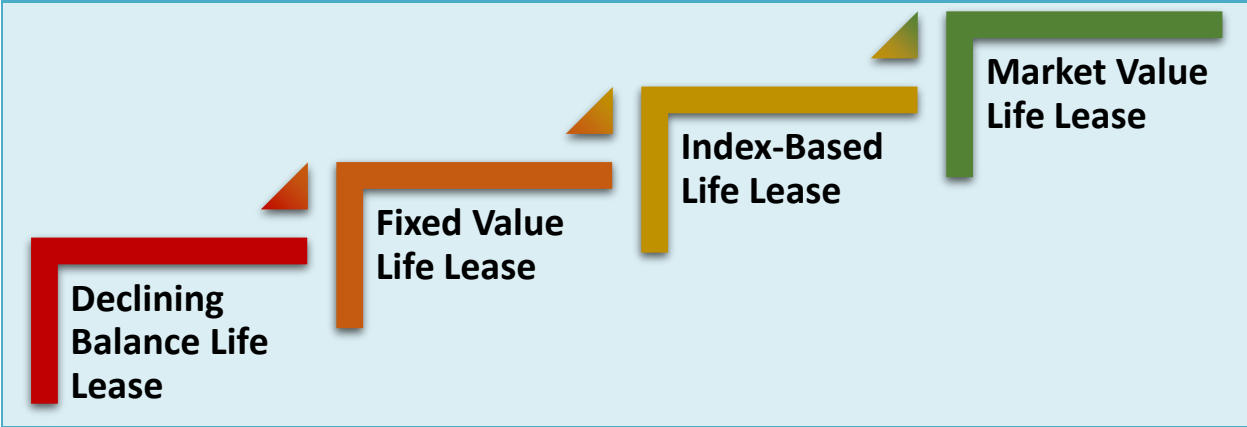 Declining
Balance Life
Lease
Fixed Value
Life Lease
Index-Based
Life Lease
Market Value
Life Lease